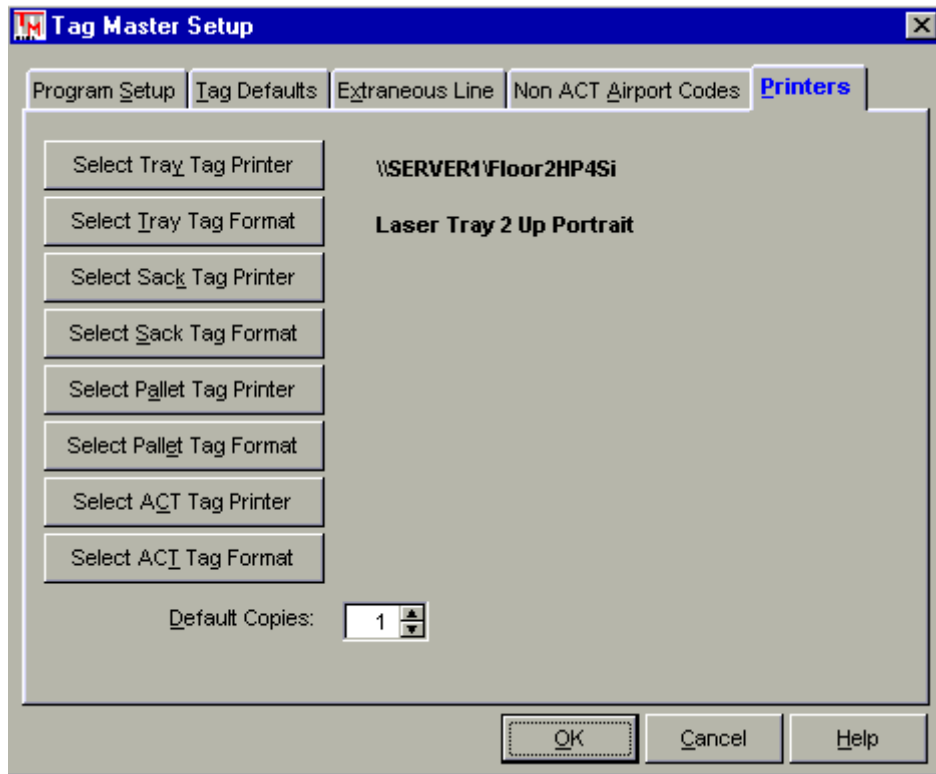 TM Tag Master Setup
Program Setup Tag Defaults Extraneous Line Non ACT Airport Codes Printers
Select Tray Tag Printer \\SERVER1\Floor2HP4Si
Select Tray Tag Format Laser Tray 2 Up Portrait
Select Sack Tag Printer
Select Sack Tag Format
Select Pallet Tag Printer
Select Pallet Tag Format
Select ACT Tag Printer
Select ACT Tag Format
Default Copies: 1
OK Cancel Help